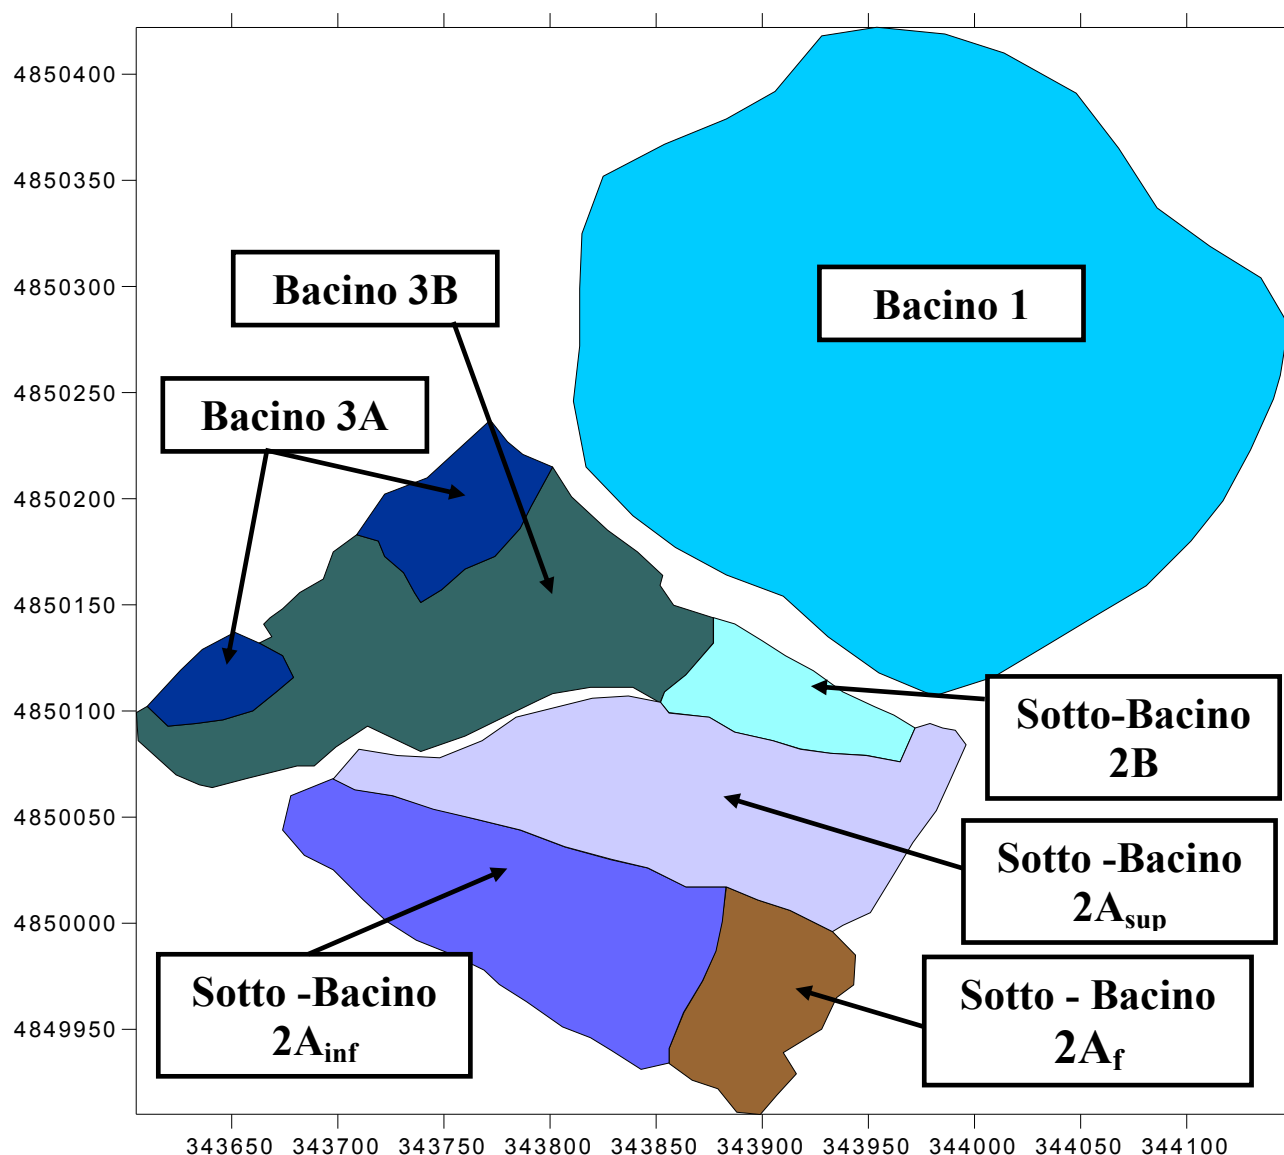 4850400
4850350
4850300
4850250
4850200
4850150
4850100
4850050
4850000
4849950
Bacino 3B
Bacino 1
Bacino 3A
Sotto-Bacino
2B
Sotto -Bacino
2Asup
Sotto -Bacino
2Ainf
Sotto - Bacino
2Af
343650 343700 343750 343800 343850 343900 343950 344000 344050 344100